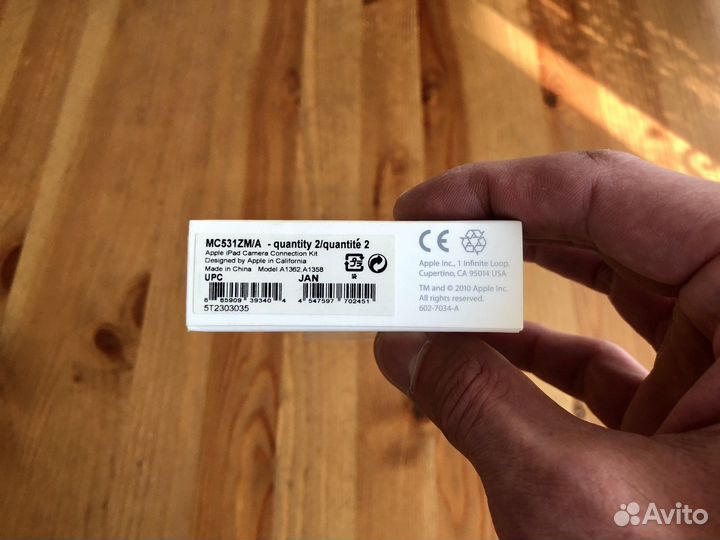 MC531ZM/A - quantity 2/quantité 2
Apple iPad Camera Connection Kit
Designed by Apple in California
Made in China Model A1362,A1358
UPC JAN
6 65909 39340 4
4 547597 702451
5T2303035
CE
Apple Inc., 1 Infinite Loop,
Cupertino, CA 95014 USA
TM and © 2010 Apple Inc.
All rights reserved.
602-7034-A
Avito